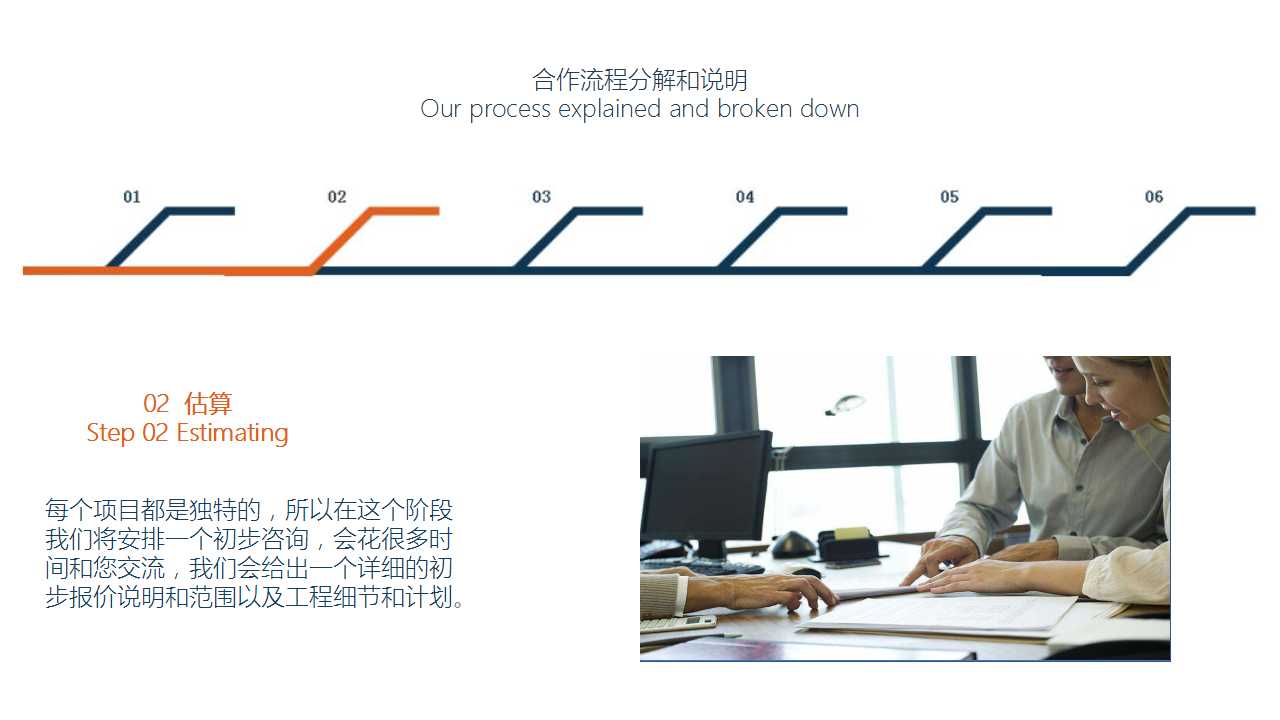 合作流程分解和说明
Our process explained and broken down
01 02 03 04 05 06
02 估算
Step 02 Estimating
每个项目都是独特的，所以在这个阶段
我们将安排一个初步咨询，会花很多时
间和您交流，我们会给出一个详细的初
步报价说明和范围以及工程细节和计划。